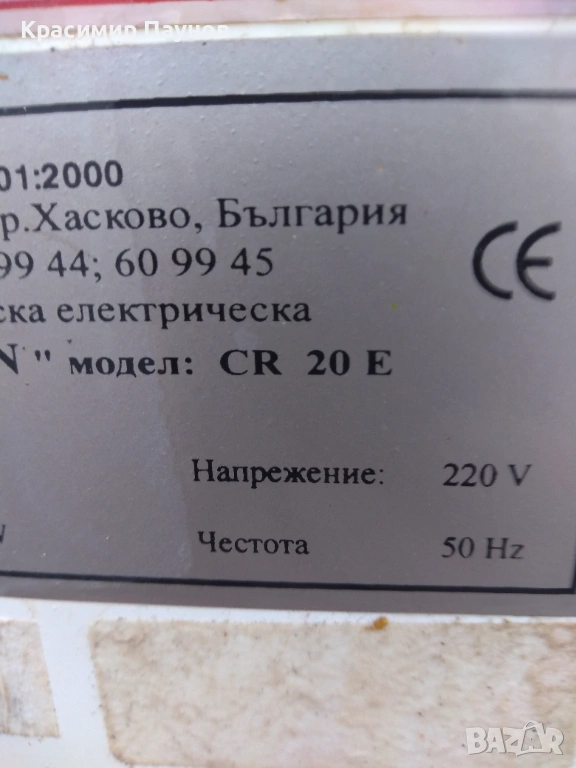 Красимир Паунов
01:2000
р.Хасково, България
99 44; 60 99 45
ска електрическа
N" модел: CR 20 E
Напрежение: 220 V
Честота 50 Hz
CE
BAZAR